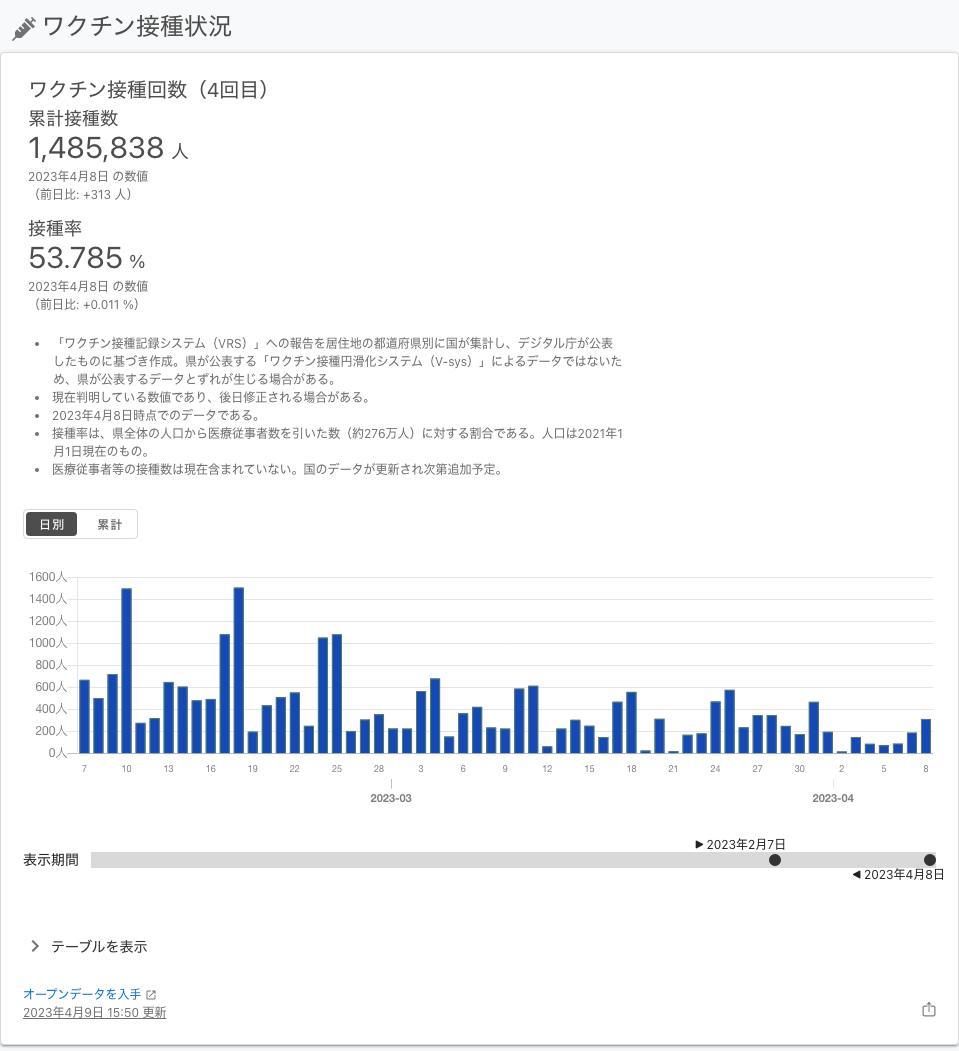 ワクチン接種状況
ワクチン接種回数（4回目）
累計接種数
1,485,838 人
2023年4月8日 の数値
（前日比: +313 人）
接種率
53.785 %
2023年4月8日 の数値
（前日比: +0.011 %）
• 「ワクチン接種記録システム（VRS）」への報告を居住地の都道府県別に国が集計し、デジタル庁が公表
したものに基づき作成。県が公表する「ワクチン接種円滑化システム（V-sys）」によるデータではないた
め、県が公表するデータとずれが生じる場合がある。
• 現在判明している数値であり、後日修正される場合がある。
• 2023年4月8日時点でのデータである。
• 接種率は、県全体の人口から医療従事者数を引いた数（約276万人）に対する割合である。人口は2021年1
月1日現在のもの。
• 医療従事者等の接種数は現在含まれていない。国のデータが更新され次第追加予定。
日別 累計
1600人
1400人
1200人
1000人
800人
600人
400人
200人
0人
7 10 13 16 19 22 25 28 3 6 9 12 15 18 21 24 27 30 2 5 8
2023-03 2023-04
▶ 2023年2月7日
表示期間
◀ 2023年4月8日
テーブルを表示
オープンデータを入手
2023年4月9日 15:50 更新